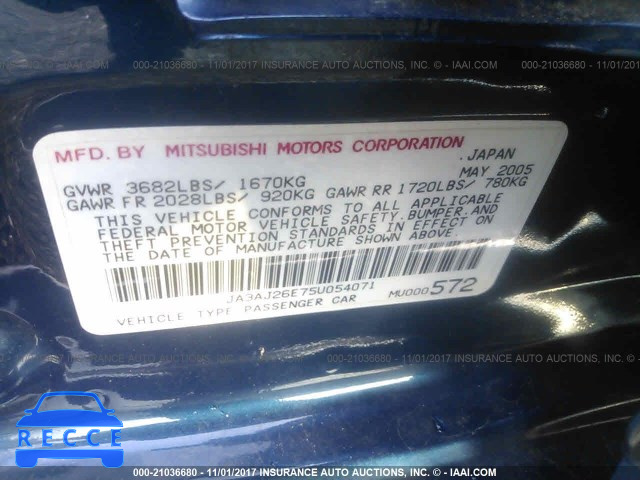 000-21036680 - 11/01/2017 INSURANCE AUTO AUCTIONS, INC. - © IAAI.COM
MFD. BY MITSUBISHI MOTORS CORPORATION .JAPAN
GVWR 3682LBS/ 1670KG MAY 2005
GAWR FR 2028LBS/ 920KG GAWR RR 1720LBS/ 780KG
THIS VEHICLE CONFORMS TO ALL APPLICABLE
FEDERAL MOTOR VEHICLE SAFETY, BUMPER, AND
THEFT PREVENTION STANDARDS IN EFFECT ON
THE DATE OF MANUFACTURE SHOWN ABOVE.
000-21036680 - 11/01/2017 INSURANCE AUTO AUCTIONS, INC. - © IAAI.COM
JA3AJ26E75U054071
VEHICLE TYPE PASSENGER CAR MU000572
RECCE
000-21036680 - 11/01/2017 INSURANCE AUTO AUCTIONS, INC. - © IAAI.COM